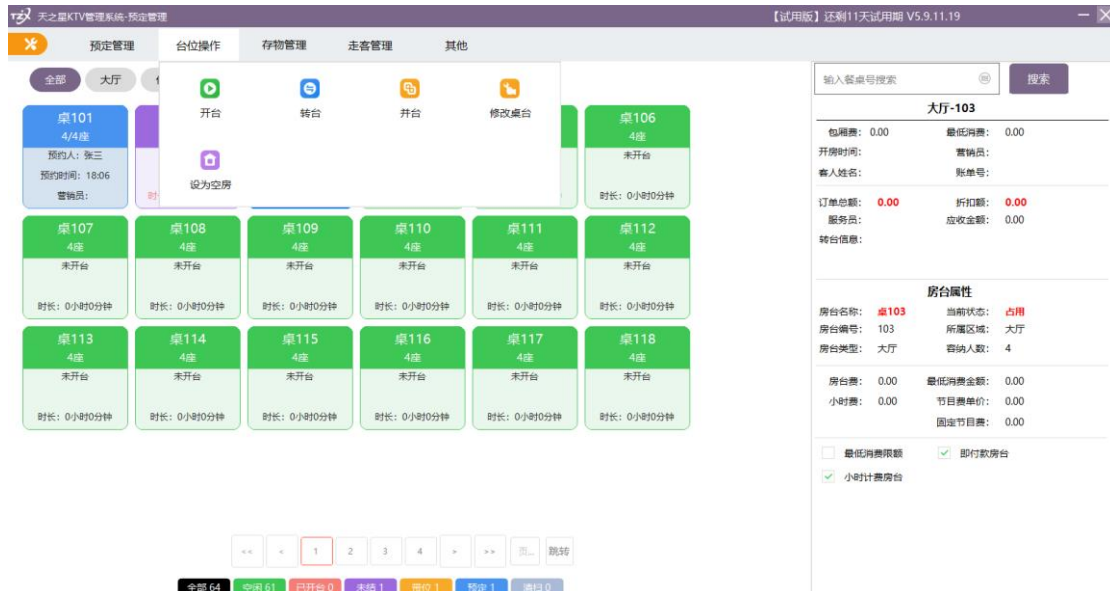 TZX 天之星KTV管理系统-预定管理 【试用版】还剩11天试用期 V5.9.11.19
预定管理 台位操作 存物管理 走客管理 其他
全部 大厅
开台 转台 并台 修改桌台
设为空房
输入餐桌号搜索 搜索
桌101
4/4座
预约人: 张三
预约时间: 18:06
营销员:
桌106
4座
未开台
时长: 0小时0分钟
桌107 桌108 桌109 桌110 桌111 桌112
4座 4座 4座 4座 4座 4座
未开台 未开台 未开台 未开台 未开台 未开台
时长: 0小时0分钟 时长: 0小时0分钟 时长: 0小时0分钟 时长: 0小时0分钟 时长: 0小时0分钟 时长: 0小时0分钟
桌113 桌114 桌115 桌116 桌117 桌118
4座 4座 4座 4座 4座 4座
未开台 未开台 未开台 未开台 未开台 未开台
时长: 0小时0分钟 时长: 0小时0分钟 时长: 0小时0分钟 时长: 0小时0分钟 时长: 0小时0分钟 时长: 0小时0分钟
<< < 1 2 3 4 > >> 页... 跳转
全部 64 空闲 61 已开台 0 未结 1 带位 1 预定 1 清扫 0
大厅-103
包厢费: 0.00 最低消费: 0.00
开房时间: 营销员:
客人姓名: 账单号:
订单总额: 0.00 折扣额: 0.00
服务员: 应收金额: 0.00
转台信息:
房台属性
房台名称: 桌103 当前状态: 占用
房台编号: 103 所属区域: 大厅
房台类型: 大厅 容纳人数: 4
房台费: 0.00 最低消费金额: 0.00
小时费: 0.00 节目费单价: 0.00
固定节目费: 0.00
最低消费限额 即付款房台
小时计费房台